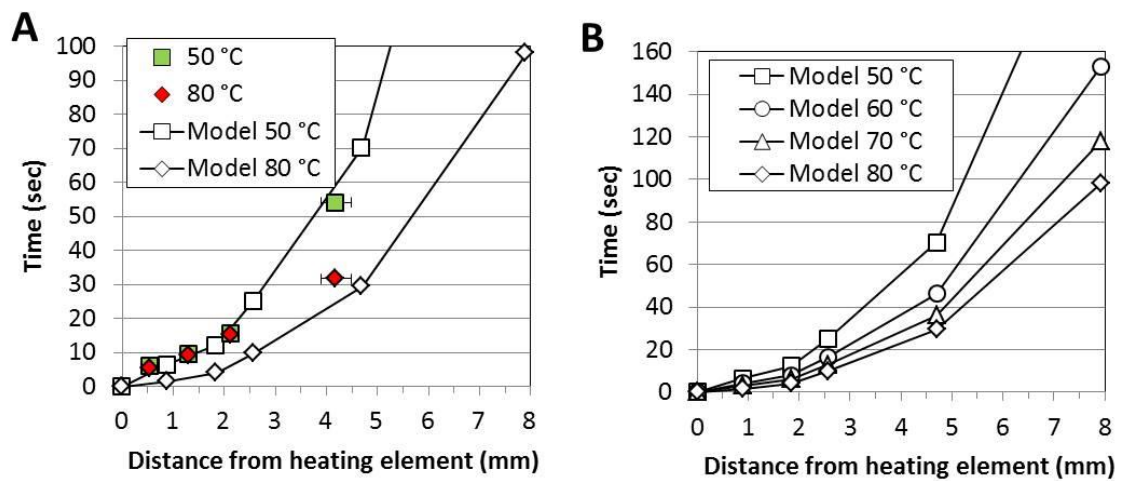 A
100
90
80
70
60
50
40
30
20
10
0
Time (sec)
50 °C
80 °C
Model 50 °C
Model 80 °C
0 1 2 3 4 5 6 7 8
Distance from heating element (mm)
B
160
140
120
100
80
60
40
20
0
Time (sec)
Model 50 °C
Model 60 °C
Model 70 °C
Model 80 °C
0 1 2 3 4 5 6 7 8
Distance from heating element (mm)